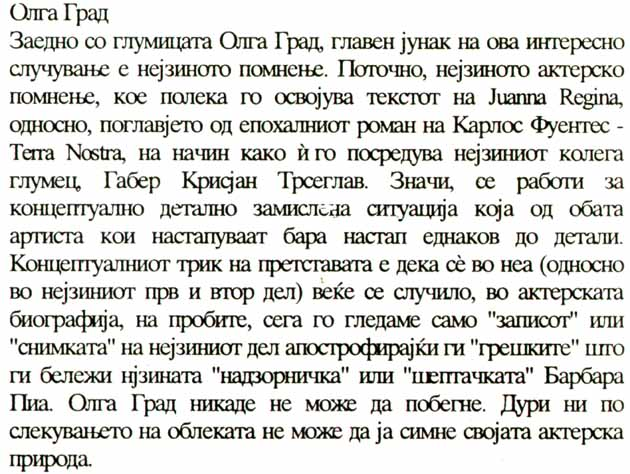 Олга Град
Заедно со глумицата Олга Град, главен јунак на ова интересно
случување е нејзиното помнење. Поточно, нејзиното актерско
помнење, кое полека го освојува текстот на Juanna Regina,
односно, поглавјето од епохалниот роман на Карлос Фуентес -
Terra Nostra, на начин како ѝ го посредува нејзиниот колега
глумец, Габер Крисјан Трсеглав. Значи, се работи за
концептуално детално замислена ситуација која од обата
артиста кои настапуваат бара настап еднаков до детали.
Концептуалниот трик на претставата е дека сѐ во неа (односно
во нејзиниот прв и втор дел) веќе се случило, во актерската
биографија, на пробите, сега го гледаме само "записот" или
"снимката" на нејзиниот дел апострофирајќи ги "грешките" што
ги бележи нјзината "надзорничка" или "шептачката" Барбара
Пиа. Олга Град никаде не може да побегне. Дури ни по
слекувањето на облеката не може да ја симне својата актерска
природа.